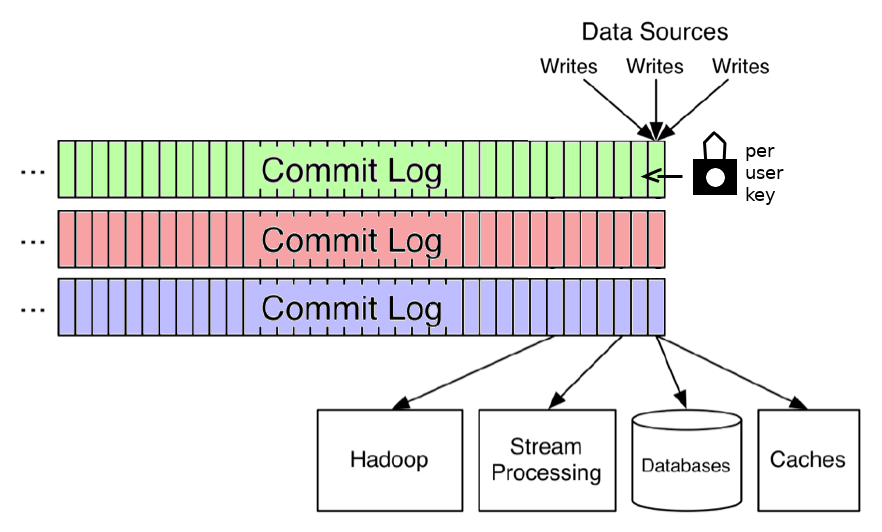 Data Sources
Writes Writes Writes
... Commit Log
per
user
key
... Commit Log
... Commit Log
Hadoop
Stream
Processing
Databases
Caches